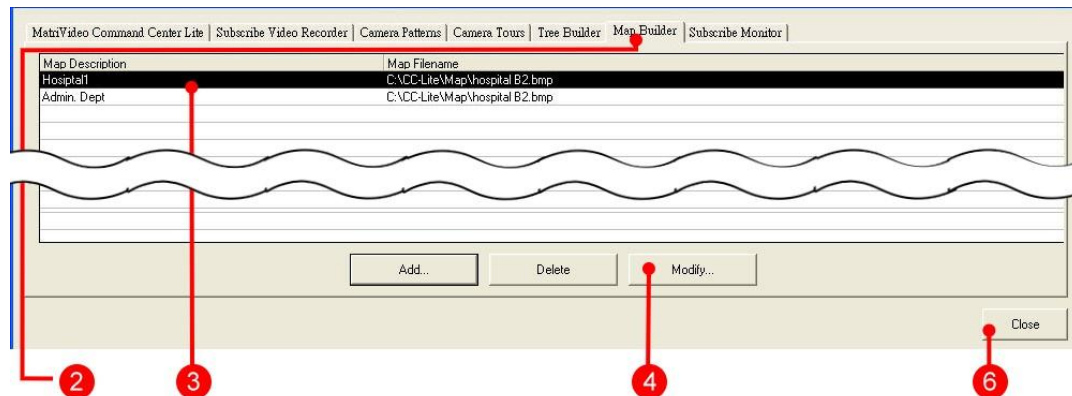 MatriVideo Command Center Lite Subscribe Video Recorder Camera Patterns Camera Tours Tree Builder Map Builder Subscribe Monitor
Map Description Map Filename
Hosiptal1 C:\CC-Lite\Map\hospital B2.bmp
Admin. Dept C:\CC-Lite\Map\hospital B2.bmp
Add... Delete Modify...
Close
2 3 4 6